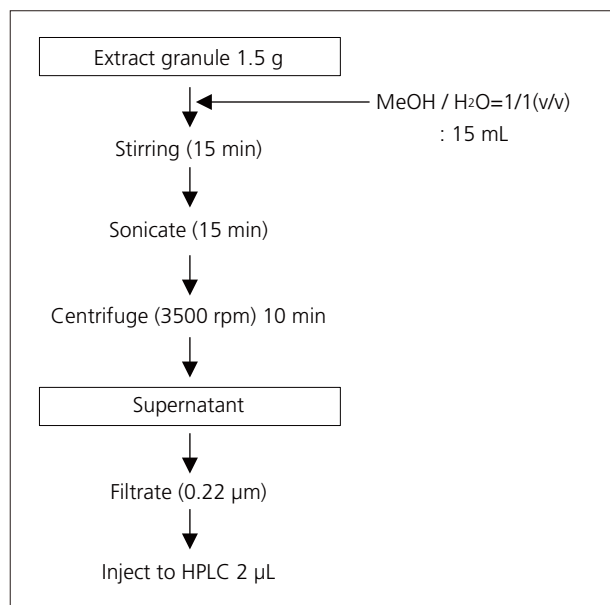 Extract granule 1.5 g
MeOH / H2O=1/1(v/v)
: 15 mL
Stirring (15 min)
Sonicate (15 min)
Centrifuge (3500 rpm) 10 min
Supernatant
Filtrate (0.22 µm)
Inject to HPLC 2 µL